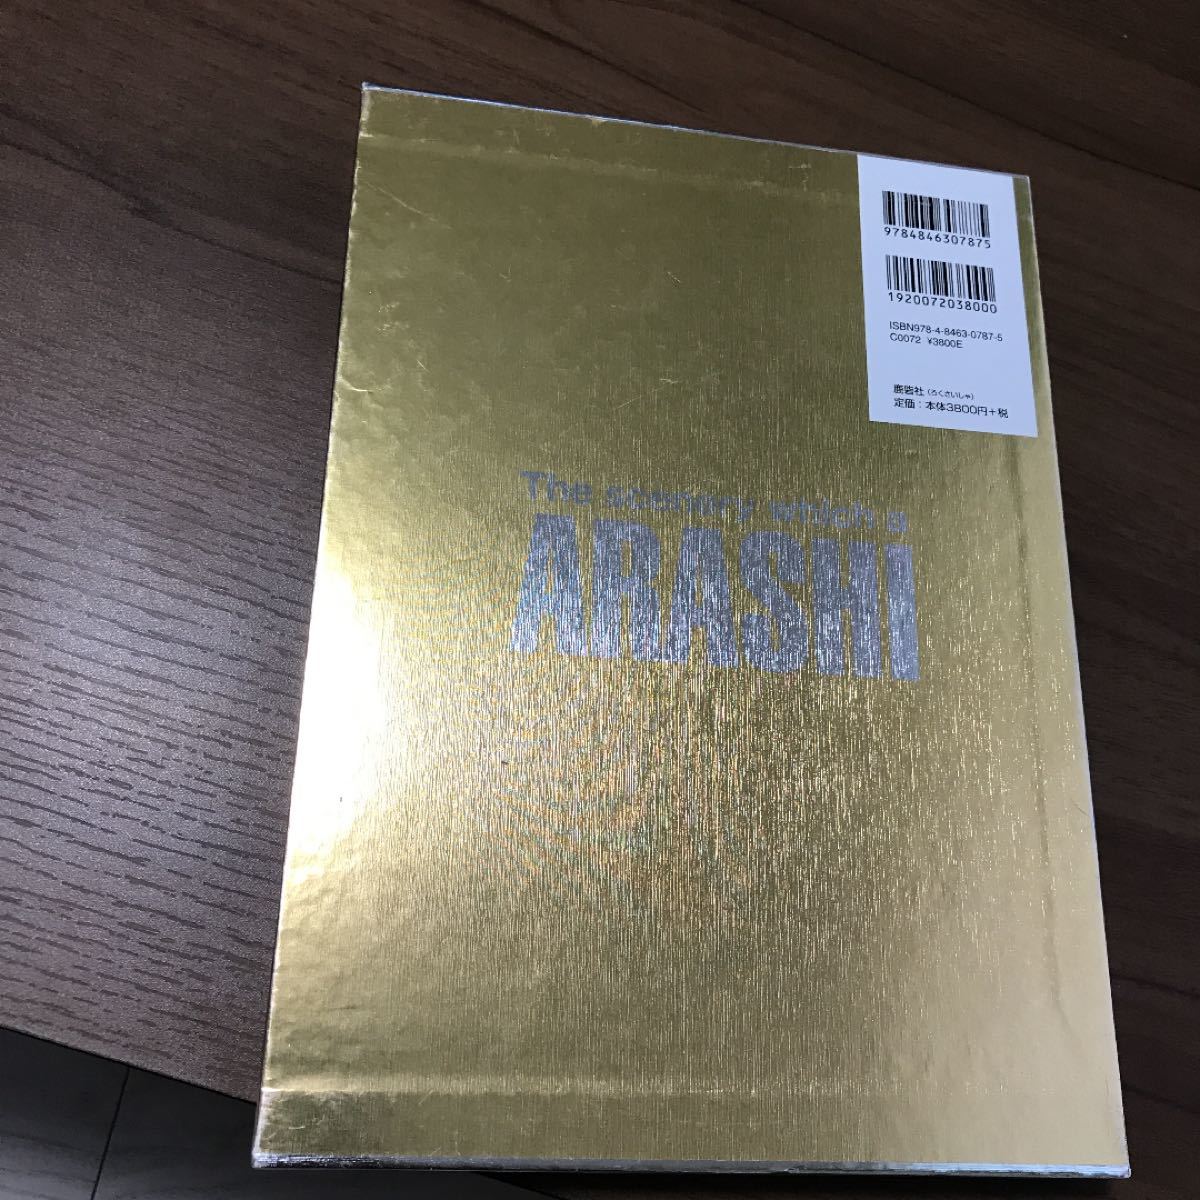 9784846307875
1920072038000
ISBN978-4-8463-0787-5
C0072 ¥3800E
鹿砦社（ろくさいしゃ）
定価：本体3800円＋税
The scenery which a
ARASHI